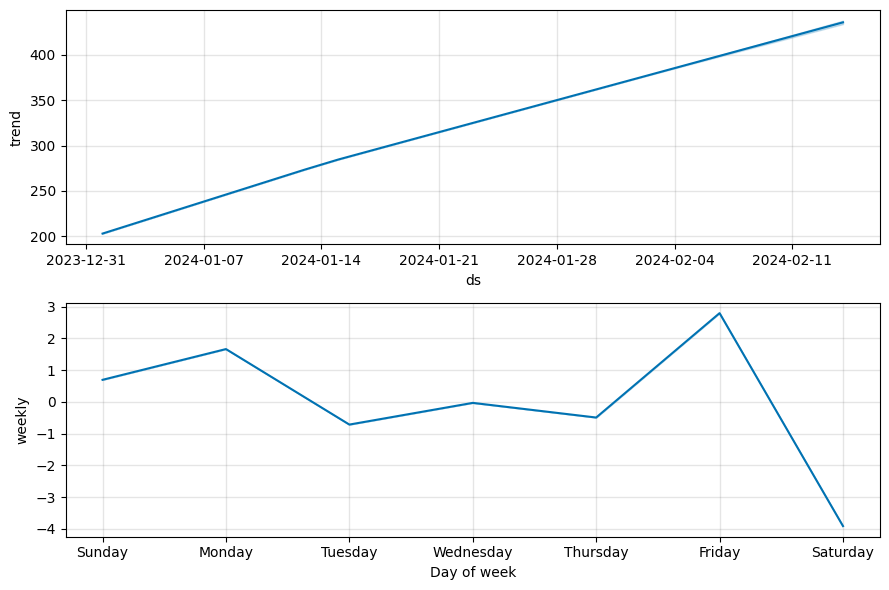 400
350
300
250
200
trend
2023-12-31 2024-01-07 2024-01-14 2024-01-21 2024-01-28 2024-02-04 2024-02-11
ds
3
2
1
0
−1
−2
−3
−4
weekly
Sunday Monday Tuesday Wednesday Thursday Friday Saturday
Day of week